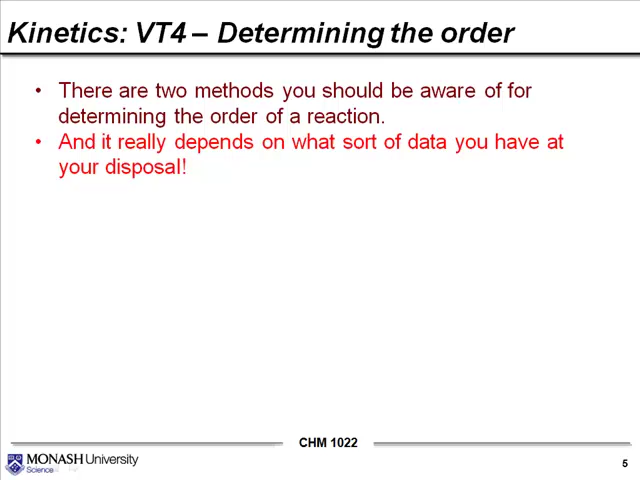 Kinetics: VT4 – Determining the order
• There are two methods you should be aware of for
determining the order of a reaction.
• And it really depends on what sort of data you have at
your disposal!
CHM 1022
MONASH University
Science
5